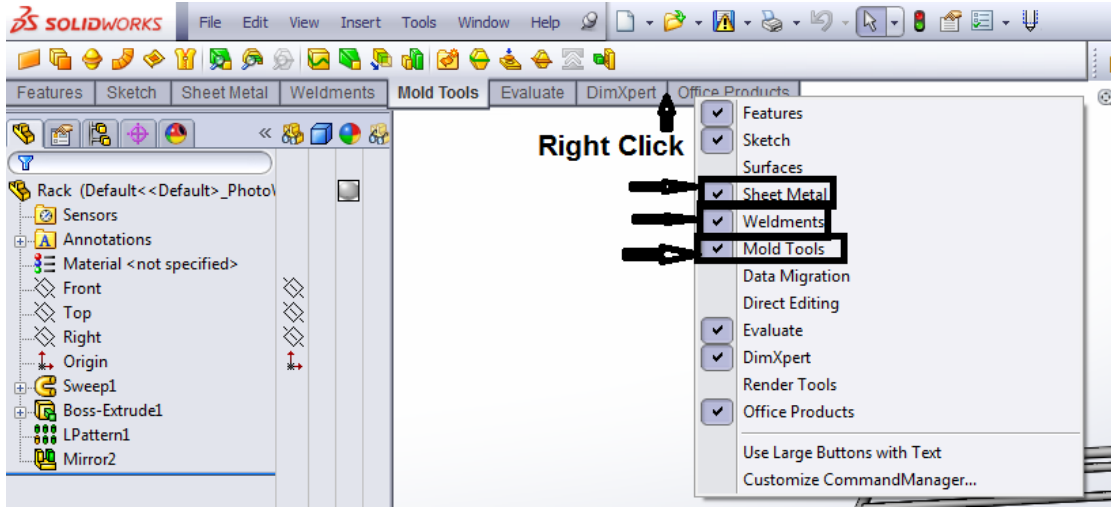 SOLIDWORKS File Edit View Insert Tools Window Help
Features Sketch Sheet Metal Weldments Mold Tools Evaluate DimXpert Office Products
Right Click
Rack (Default<<Default>_Photo
Sensors
A Annotations
Material <not specified>
Front
Top
Right
Origin
Sweep1
Boss-Extrude1
LPattern1
Mirror2
Features
Sketch
Surfaces
Sheet Metal
Weldments
Mold Tools
Data Migration
Direct Editing
Evaluate
DimXpert
Render Tools
Office Products
Use Large Buttons with Text
Customize CommandManager...